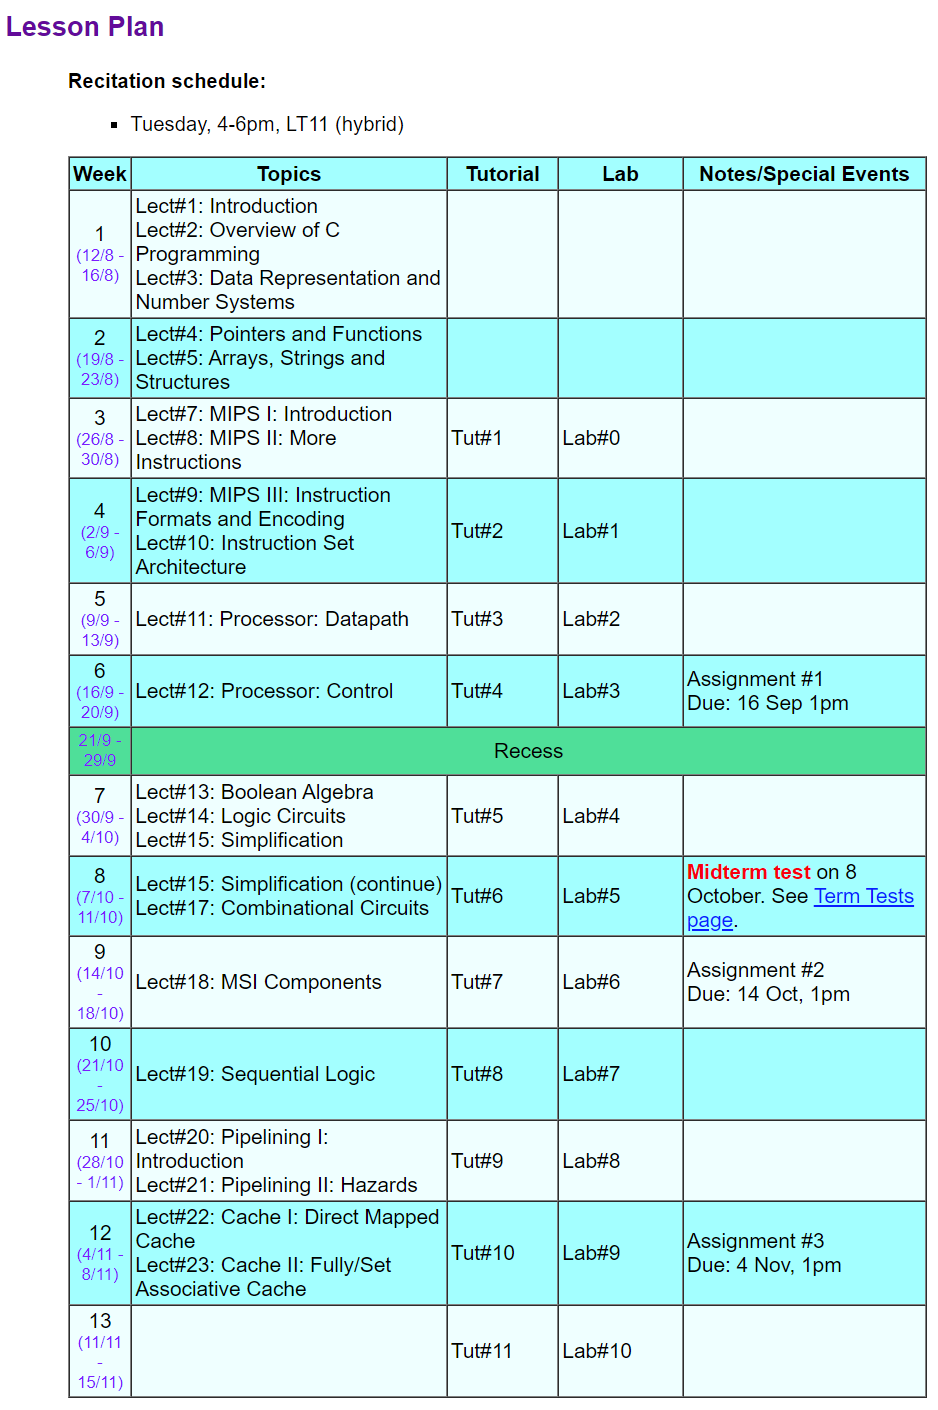 Lesson Plan
Recitation schedule:
▪ Tuesday, 4-6pm, LT11 (hybrid)
Week Topics Tutorial Lab Notes/Special Events
1
(12/8 -
16/8)
Lect#1: Introduction
Lect#2: Overview of C
Programming
Lect#3: Data Representation and
Number Systems
2
(19/8 -
23/8)
Lect#4: Pointers and Functions
Lect#5: Arrays, Strings and
Structures
3
(26/8 -
30/8)
Lect#7: MIPS I: Introduction
Lect#8: MIPS II: More
Instructions
Tut#1
Lab#0
4
(2/9 -
6/9)
Lect#9: MIPS III: Instruction
Formats and Encoding
Lect#10: Instruction Set
Architecture
Tut#2
Lab#1
5
(9/9 -
13/9)
Lect#11: Processor: Datapath
Tut#3
Lab#2
6
(16/9 -
20/9)
Lect#12: Processor: Control
Tut#4
Lab#3
Assignment #1
Due: 16 Sep 1pm
21/9 -
29/9
Recess
7
(30/9 -
4/10)
Lect#13: Boolean Algebra
Lect#14: Logic Circuits
Lect#15: Simplification
Tut#5
Lab#4
8
(7/10 -
11/10)
Lect#15: Simplification (continue)
Lect#17: Combinational Circuits
Tut#6
Lab#5
Midterm test on 8
October. See Term Tests
page.
9
(14/10
-
18/10)
Lect#18: MSI Components
Tut#7
Lab#6
Assignment #2
Due: 14 Oct, 1pm
10
(21/10
-
25/10)
Lect#19: Sequential Logic
Tut#8
Lab#7
11
(28/10
- 1/11)
Lect#20: Pipelining I:
Introduction
Lect#21: Pipelining II: Hazards
Tut#9
Lab#8
12
(4/11 -
8/11)
Lect#22: Cache I: Direct Mapped
Cache
Lect#23: Cache II: Fully/Set
Associative Cache
Tut#10
Lab#9
Assignment #3
Due: 4 Nov, 1pm
13
(11/11
-
15/11)
Tut#11
Lab#10